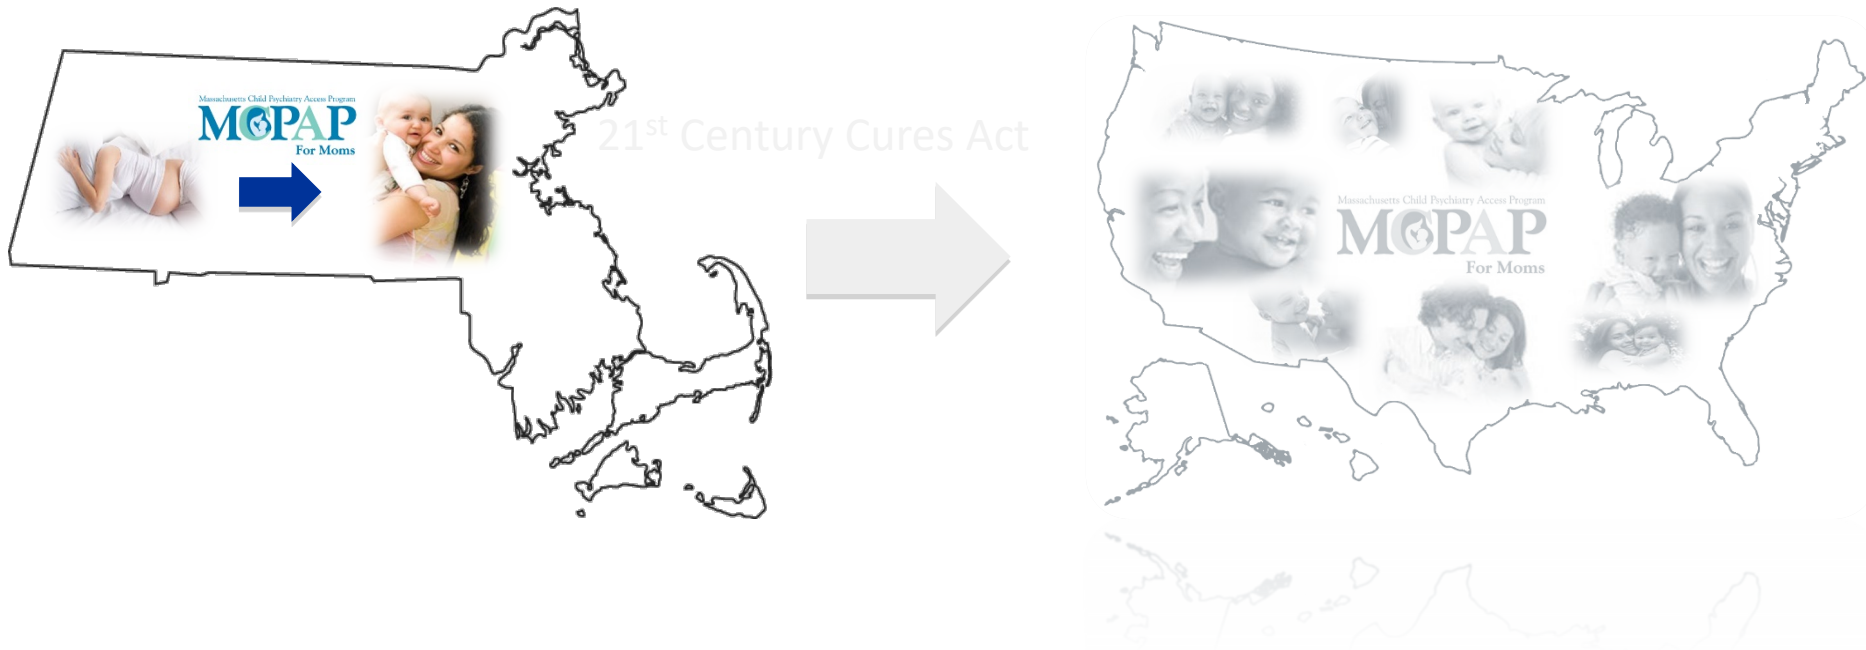 Massachusetts Child Psychiatry Access Program
MCPAP
For Moms
21st Century Cures Act
Massachusetts Child Psychiatry Access Program
MCPAP
For Moms